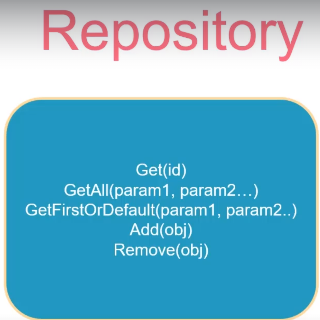 Repository
Get(id)
GetAll(param1, param2...)
GetFirstOrDefault(param1, param2..)
Add(obj)
Remove(obj)